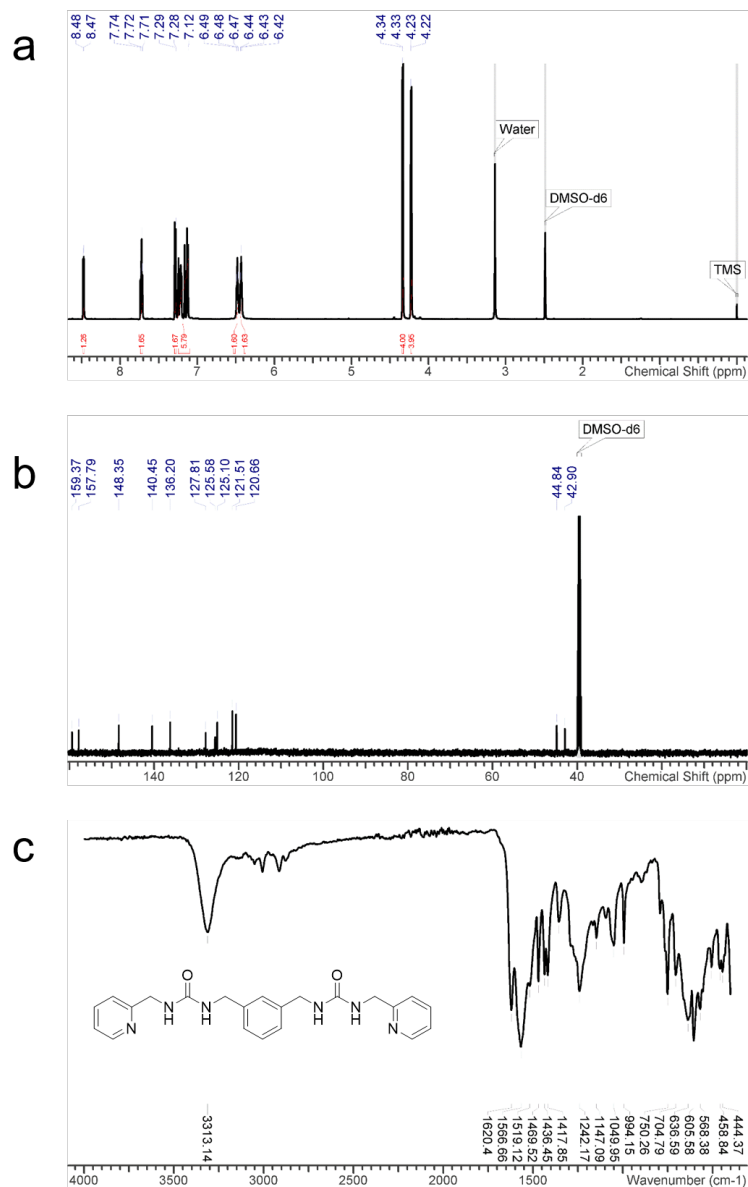 a
8.48 8.47 7.74 7.72 7.71 7.29 7.28 7.12 6.49 6.48 6.47 6.44 6.43 6.42 4.34 4.33 4.23 4.22
Water
DMSO-d6
TMS
1.26 1.65 1.67 5.79 1.60 1.63 4.00 3.95
8 7 6 5 4 3 2 1
Chemical Shift (ppm)
b
DMSO-d6
159.37 157.79 148.35 140.45 136.20 127.81 125.58 125.10 121.51 120.66 44.84 42.90
140 120 100 80 60 40 20
Chemical Shift (ppm)
c
O O
N N N N
H H H H
N N
3313.14 1620.4 1566.66 1519.12 1469.52 1436.45 1417.85 1242.17 1147.09 1049.95 994.15 750.26 704.79 636.59 605.58 568.38 458.84 444.37
4000 3500 3000 2500 2000 1500 1000 500
Wavenumber (cm-1)